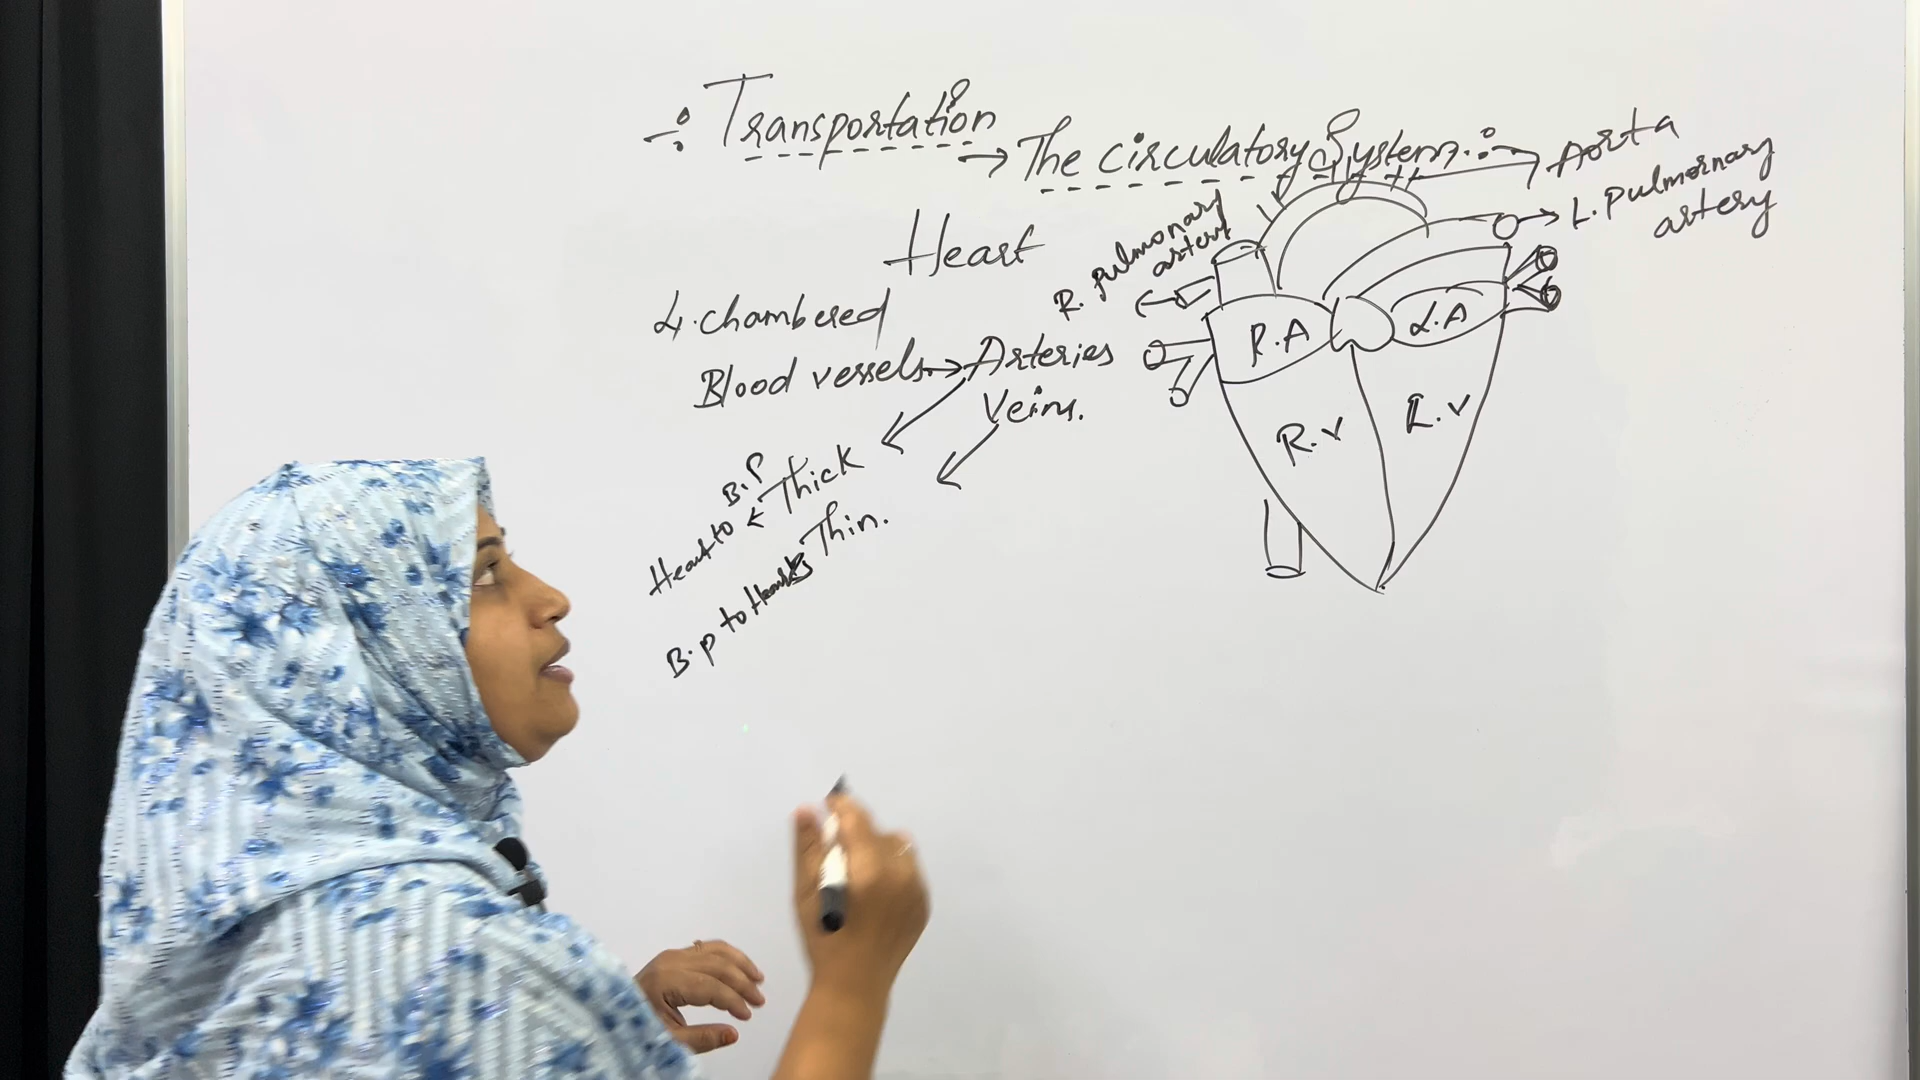 Transportation
→ The circulatory System :-
Heart
4. chambered
Blood vessels → Arteries
Veins.
Thick
B.P
Heart to
Thin.
B.p to Heart
Aorta
L. pulmornary
artery
R. pulmonary
artery
R.A
L.A
R.V
L.V